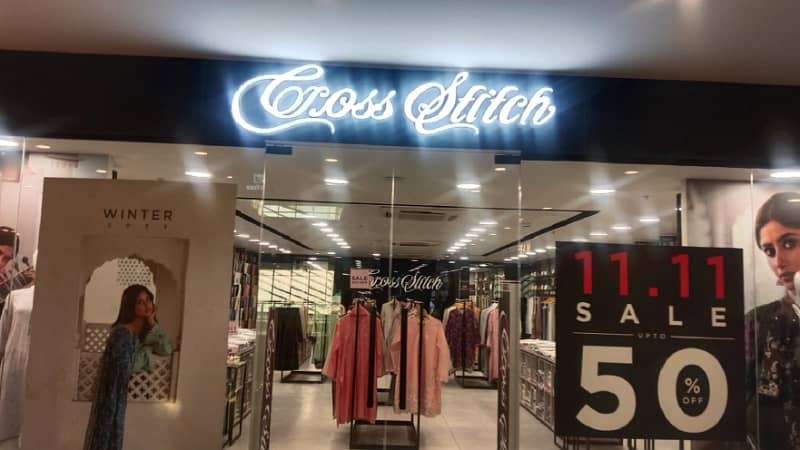 Cross Stitch
WINTER
SALE
Cross Stitch
11.11
SALE
UPTO
50
%
OFF